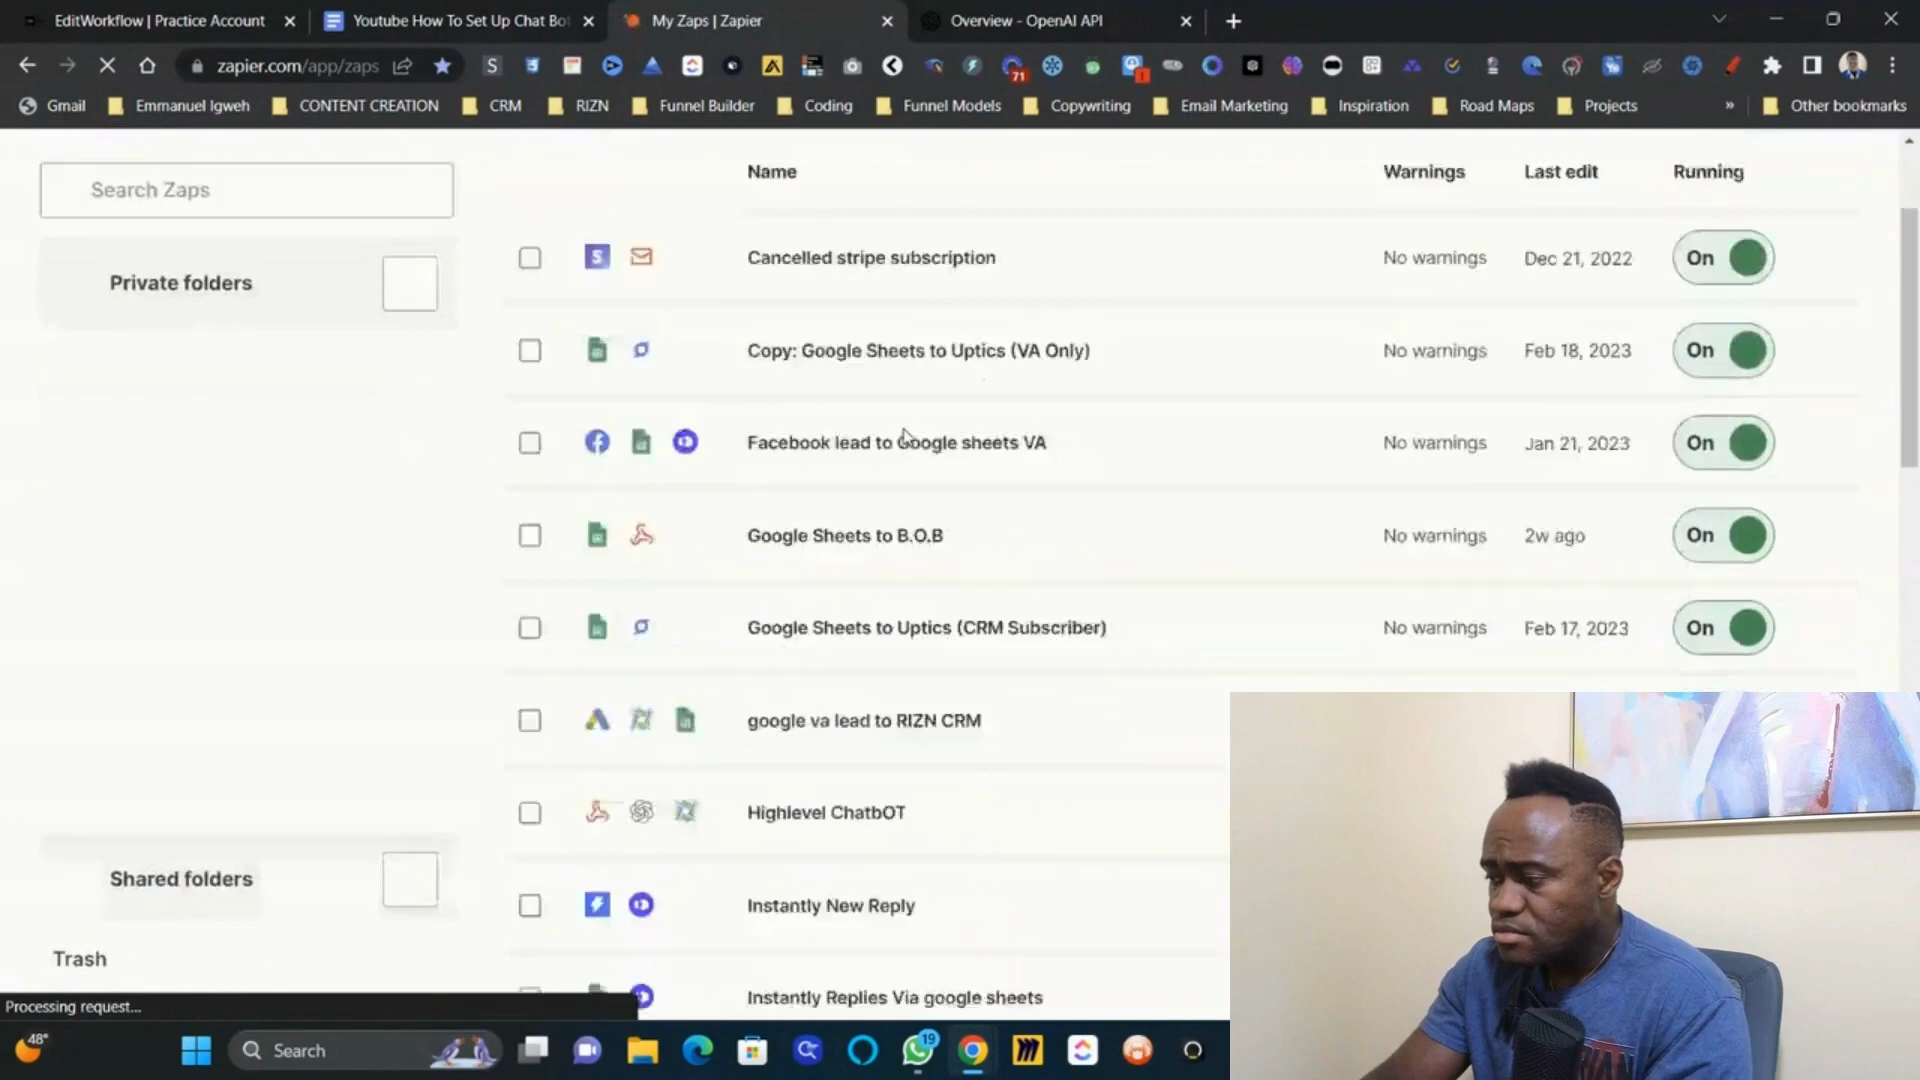 EditWorkflow | Practice Account
Youtube How To Set Up Chat Bo
My Zaps | Zapier
Overview - OpenAI API
zapier.com/app/zaps
71
Gmail
Emmanuel Igweh
CONTENT CREATION
CRM
RIZN
Funnel Builder
Coding
Funnel Models
Copywriting
Email Marketing
Inspiration
Road Maps
Projects
»
Other bookmarks
Search Zaps
Name
Warnings
Last edit
Running
Private folders
Cancelled stripe subscription
No warnings
Dec 21, 2022
On
Copy: Google Sheets to Uptics (VA Only)
No warnings
Feb 18, 2023
On
Facebook lead to Google sheets VA
No warnings
Jan 21, 2023
On
Google Sheets to B.O.B
No warnings
2w ago
On
Google Sheets to Uptics (CRM Subscriber)
No warnings
Feb 17, 2023
On
google va lead to RIZN CRM
Highlevel ChatbOT
Shared folders
Instantly New Reply
Trash
Instantly Replies Via google sheets
Processing request...
48°
Search
19